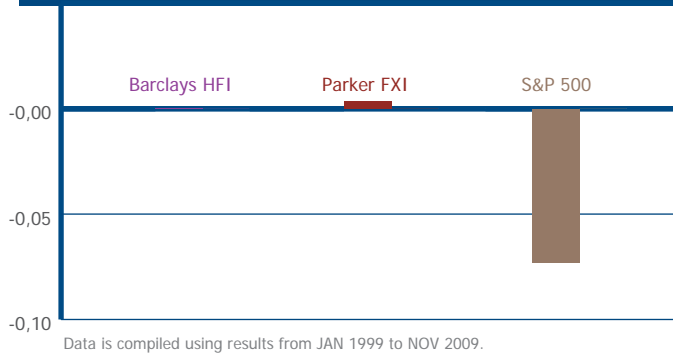 Barclays HFI Parker FXI S&P 500
-0,00
-0,05
-0,10
Data is compiled using results from JAN 1999 to NOV 2009.